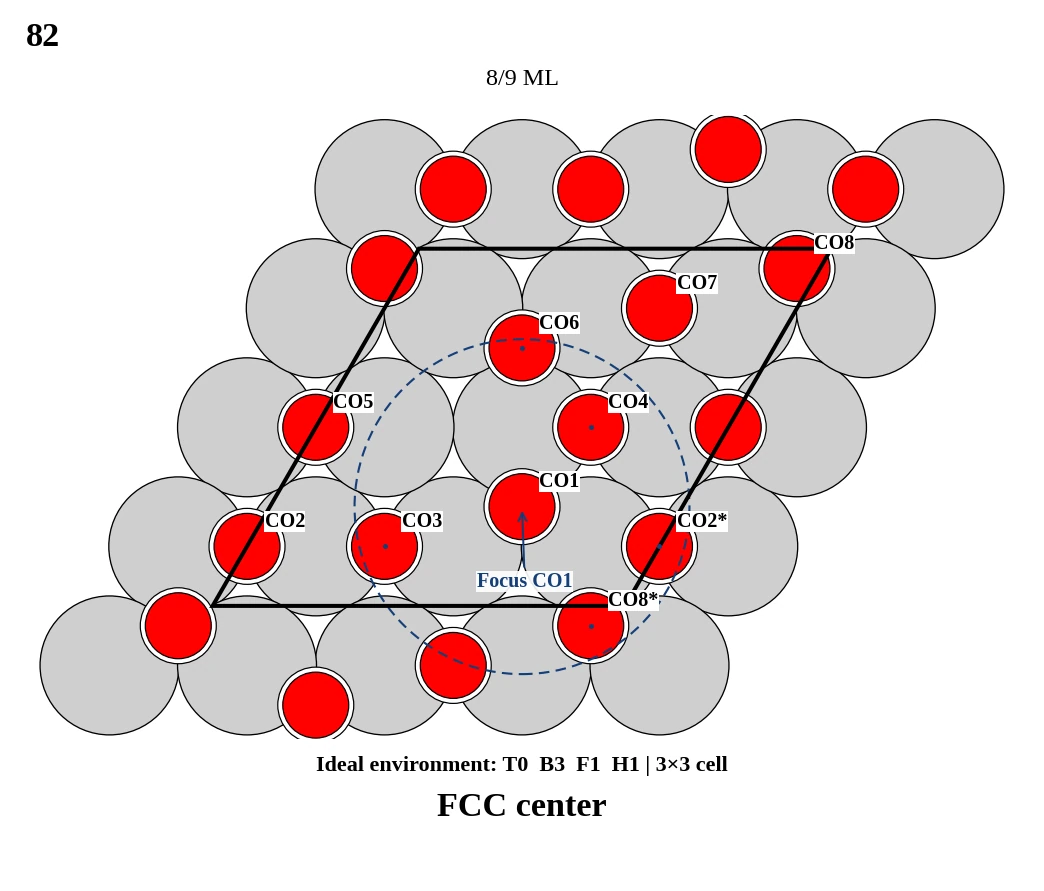 82
8/9 ML
CO8
CO7
CO6
CO5
CO4
CO1
CO2
CO3
CO2*
Focus CO1
CO8*
Ideal environment: T0 B3 F1 H1 | 3×3 cell
FCC center